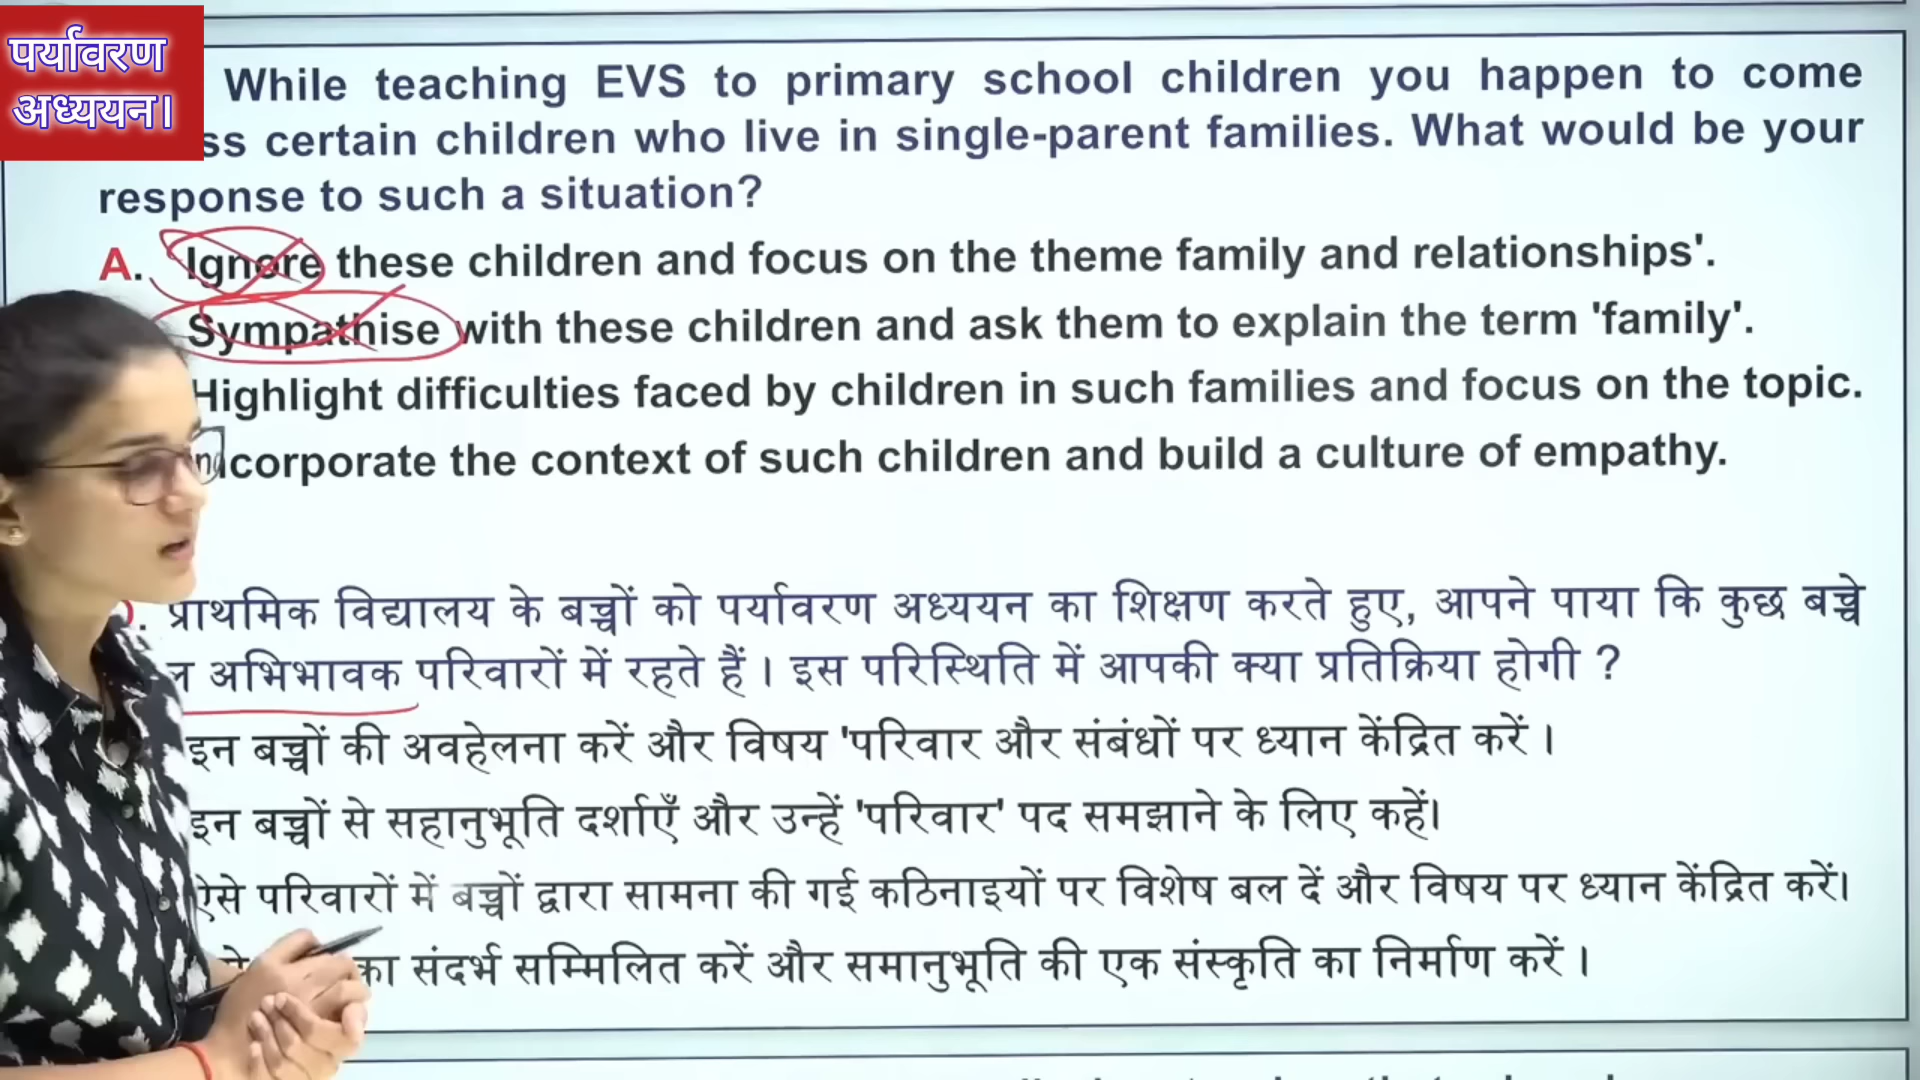 पर्यावरण
अध्ययन।
While teaching EVS to primary school children you happen to come
certain children who live in single-parent families. What would be your
response to such a situation?
A. Ignore these children and focus on the theme family and relationships'.
Sympathise with these children and ask them to explain the term 'family'.
Highlight difficulties faced by children in such families and focus on the topic.
Incorporate the context of such children and build a culture of empathy.
प्राथमिक विद्यालय के बच्चों को पर्यावरण अध्ययन का शिक्षण करते हुए, आपने पाया कि कुछ बच्चे
अभिभावक परिवारों में रहते हैं। इस परिस्थिति में आपकी क्या प्रतिक्रिया होगी ?
इन बच्चों की अवहेलना करें और विषय 'परिवार और संबंधों पर ध्यान केंद्रित करें।
इन बच्चों से सहानुभूति दर्शाएँ और उन्हें 'परिवार' पद समझाने के लिए कहें।
ऐसे परिवारों में बच्चों द्वारा सामना की गई कठिनाइयों पर विशेष बल दें और विषय पर ध्यान केंद्रित करें।
का संदर्भ सम्मिलित करें और समानुभूति की एक संस्कृति का निर्माण करें।